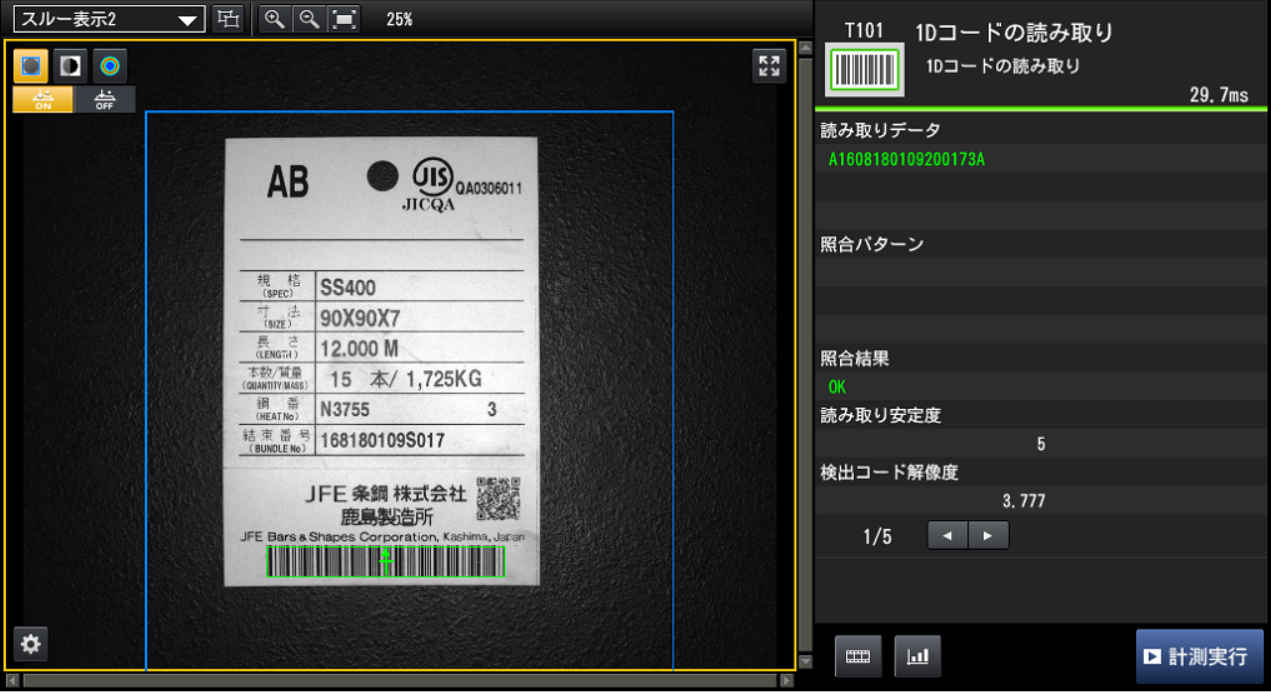 スルー表示2
25%
ON
OFF
AB
JIS
QA0306011
JICQA
規 格
(SPEC)
SS400
寸 法
(SIZE)
90X90X7
長 さ
(LENGTH)
12.000 M
本数/質量
(QUANTITY/MASS)
15 本/ 1,725KG
鋼 番
(HEAT No)
N3755 3
結束番号
(BUNDLE No)
168180109S017
JFE 条鋼 株式会社
鹿島製造所
JFE Bars & Shapes Corporation, Kashima, Japan
T101
1Dコードの読み取り
1Dコードの読み取り
29.7ms
読み取りデータ
A1608180109200173A
照合パターン
照合結果
OK
読み取り安定度
5
検出コード解像度
3.777
1/5
計測実行